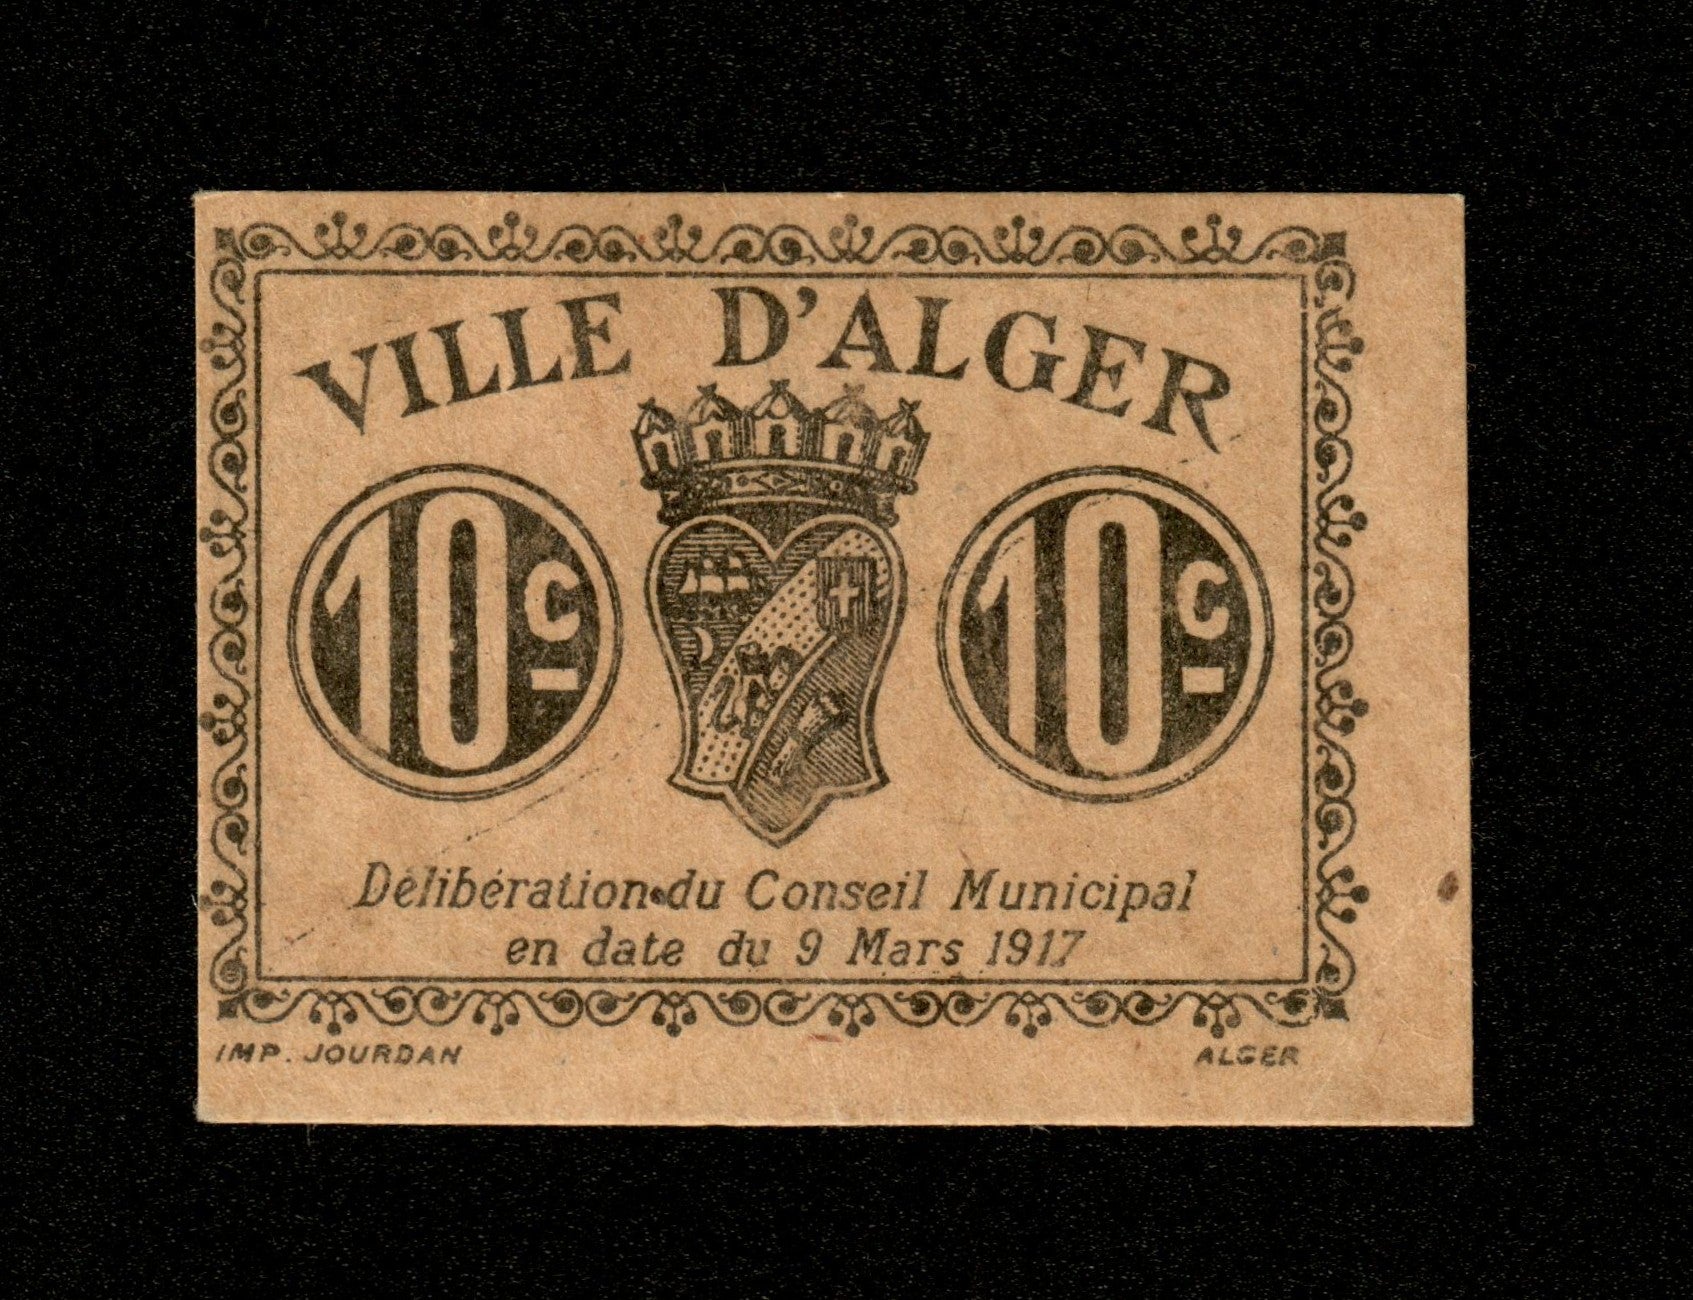 VILLE D'ALGER
10c
10c
Délibération du Conseil Municipal
en date du 9 Mars 1917
IMP. JOURDAN
ALGER